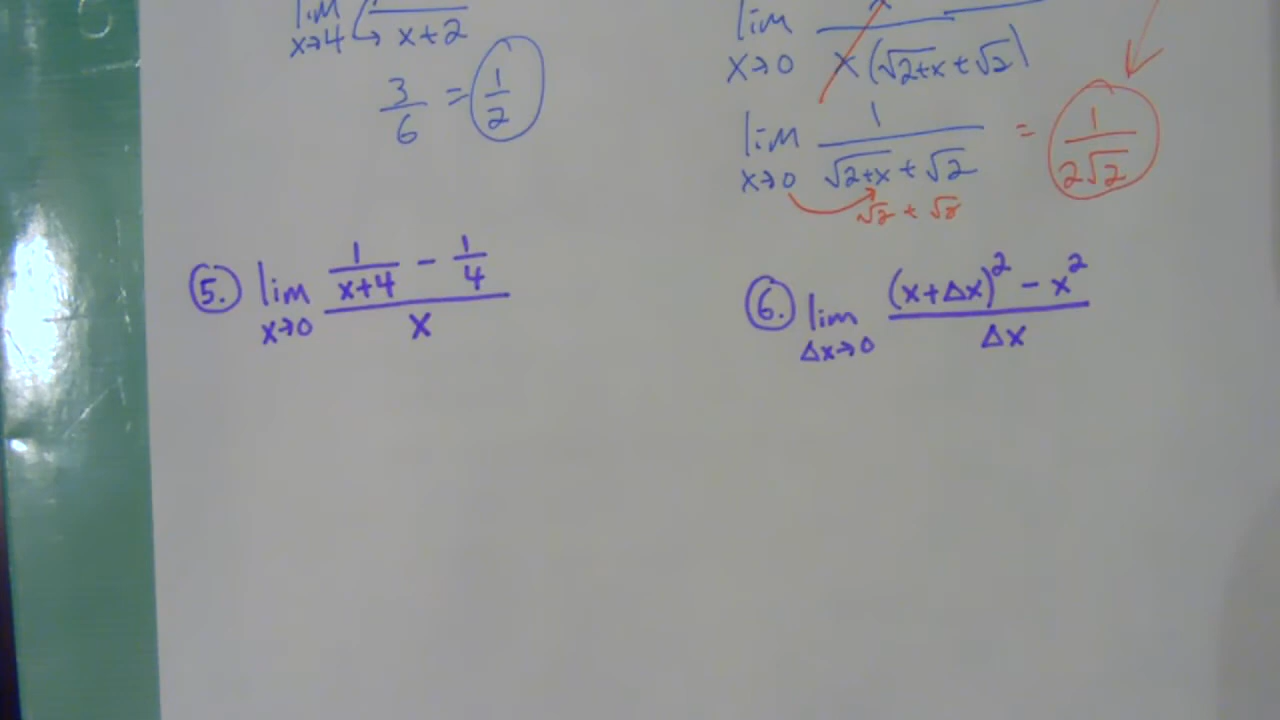 lim
x→4 x+2
3/6 = 1/2
lim
x→0 x(√2+x + √2)
lim 1/(√2+x + √2) = 1/(2√2)
x→0
√2 + √2
5. lim (1/(x+4) - 1/4)/x
x→0
6. lim ((x+Δx)² - x²)/Δx
Δx→0